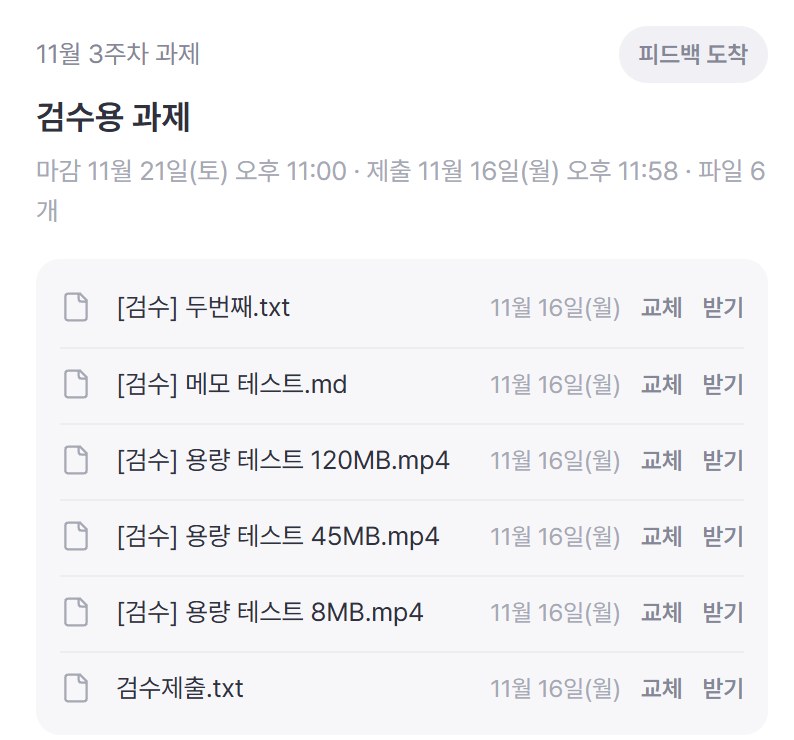 11월 3주차 과제 피드백 도착
검수용 과제
마감 11월 21일(토) 오후 11:00 · 제출 11월 16일(월) 오후 11:58 · 파일 6
개
[검수] 두번째.txt 11월 16일(월) 교체 받기
[검수] 메모 테스트.md 11월 16일(월) 교체 받기
[검수] 용량 테스트 120MB.mp4 11월 16일(월) 교체 받기
[검수] 용량 테스트 45MB.mp4 11월 16일(월) 교체 받기
[검수] 용량 테스트 8MB.mp4 11월 16일(월) 교체 받기
검수제출.txt 11월 16일(월) 교체 받기